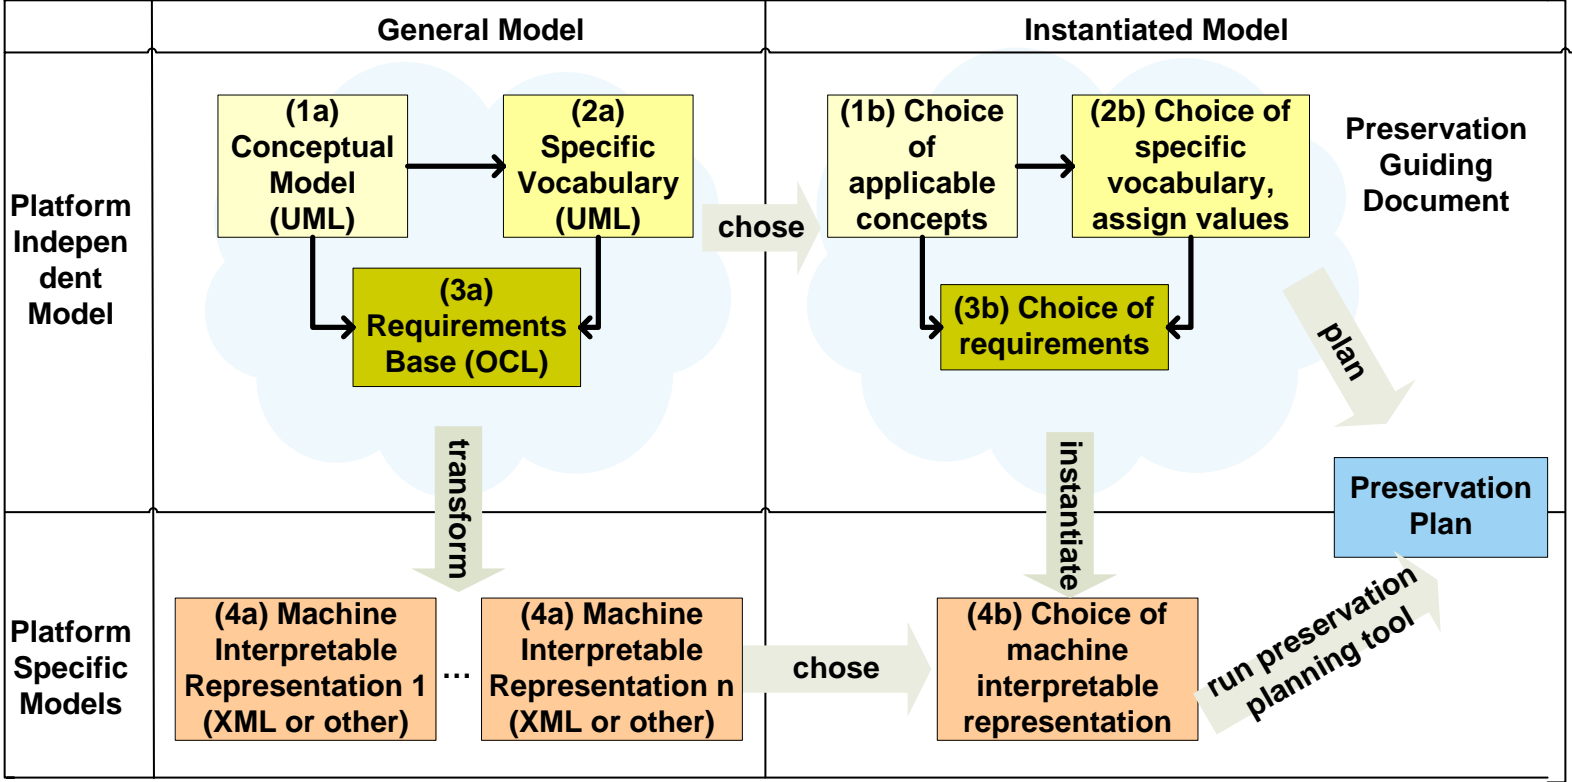 General Model
Instantiated Model
Platform
Indepen
dent
Model
(1a)
Conceptual
Model
(UML)
(2a)
Specific
Vocabulary
(UML)
(3a)
Requirements
Base (OCL)
chose
(1b) Choice
of
applicable
concepts
(2b) Choice of
specific
vocabulary,
assign values
(3b) Choice of
requirements
Preservation
Guiding
Document
plan
transform
instantiate
Preservation
Plan
Platform
Specific
Models
(4a) Machine
Interpretable
Representation 1
(XML or other)
...
(4a) Machine
Interpretable
Representation n
(XML or other)
chose
(4b) Choice of
machine
interpretable
representation
run preservation
planning tool